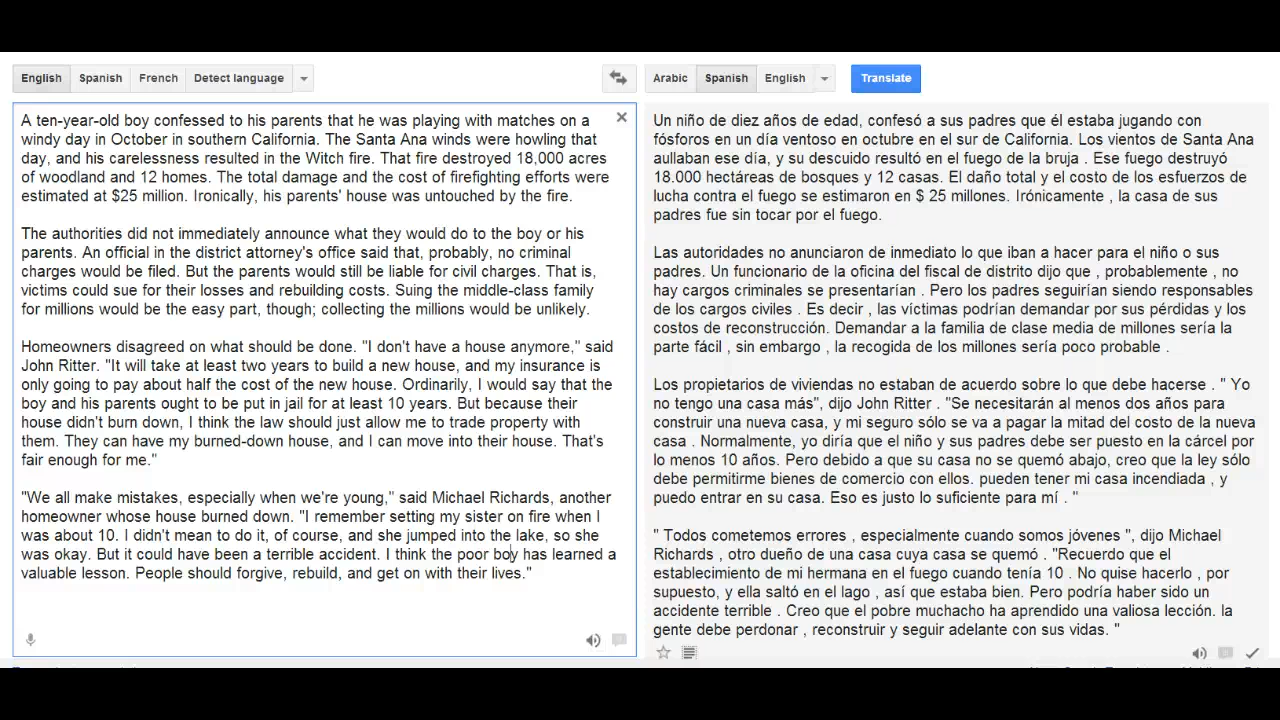 English Spanish French Detect language
Arabic Spanish English Translate
A ten-year-old boy confessed to his parents that he was playing with matches on a
windy day in October in southern California. The Santa Ana winds were howling that
day, and his carelessness resulted in the Witch fire. That fire destroyed 18,000 acres
of woodland and 12 homes. The total damage and the cost of firefighting efforts were
estimated at $25 million. Ironically, his parents' house was untouched by the fire.
The authorities did not immediately announce what they would do to the boy or his
parents. An official in the district attorney's office said that, probably, no criminal
charges would be filed. But the parents would still be liable for civil charges. That is,
victims could sue for their losses and rebuilding costs. Suing the middle-class family
for millions would be the easy part, though; collecting the millions would be unlikely.
Homeowners disagreed on what should be done. "I don't have a house anymore," said
John Ritter. "It will take at least two years to build a new house, and my insurance is
only going to pay about half the cost of the new house. Ordinarily, I would say that the
boy and his parents ought to be put in jail for at least 10 years. But because their
house didn't burn down, I think the law should just allow me to trade property with
them. They can have my burned-down house, and I can move into their house. That's
fair enough for me."
"We all make mistakes, especially when we're young," said Michael Richards, another
homeowner whose house burned down. "I remember setting my sister on fire when I
was about 10. I didn't mean to do it, of course, and she jumped into the lake, so she
was okay. But it could have been a terrible accident. I think the poor boy has learned a
valuable lesson. People should forgive, rebuild, and get on with their lives."
Un niño de diez años de edad, confesó a sus padres que él estaba jugando con
fósforos en un día ventoso en octubre en el sur de California. Los vientos de Santa Ana
aullaban ese día, y su descuido resultó en el fuego de la bruja . Ese fuego destruyó
18.000 hectáreas de bosques y 12 casas. El daño total y el costo de los esfuerzos de
lucha contra el fuego se estimaron en $ 25 millones. Irónicamente , la casa de sus
padres fue sin tocar por el fuego.
Las autoridades no anunciaron de inmediato lo que iban a hacer para el niño o sus
padres. Un funcionario de la oficina del fiscal de distrito dijo que , probablemente , no
hay cargos criminales se presentarían . Pero los padres seguirían siendo responsables
de los cargos civiles . Es decir , las víctimas podrían demandar por sus pérdidas y los
costos de reconstrucción. Demandar a la familia de clase media de millones sería la
parte fácil , sin embargo , la recogida de los millones sería poco probable .
Los propietarios de viviendas no estaban de acuerdo sobre lo que debe hacerse . " Yo
no tengo una casa más", dijo John Ritter . "Se necesitarán al menos dos años para
construir una nueva casa, y mi seguro sólo se va a pagar la mitad del costo de la nueva
casa . Normalmente, yo diría que el niño y sus padres debe ser puesto en la cárcel por
lo menos 10 años. Pero debido a que su casa no se quemó abajo, creo que la ley sólo
debe permitirme bienes de comercio con ellos. pueden tener mi casa incendiada , y
puedo entrar en su casa. Eso es justo lo suficiente para mí . "
" Todos cometemos errores , especialmente cuando somos jóvenes ", dijo Michael
Richards , otro dueño de una casa cuya casa se quemó . "Recuerdo que el
establecimiento de mi hermana en el fuego cuando tenía 10 . No quise hacerlo , por
supuesto, y ella saltó en el lago , así que estaba bien. Pero podría haber sido un
accidente terrible . Creo que el pobre muchacho ha aprendido una valiosa lección. la
gente debe perdonar , reconstruir y seguir adelante con sus vidas. "